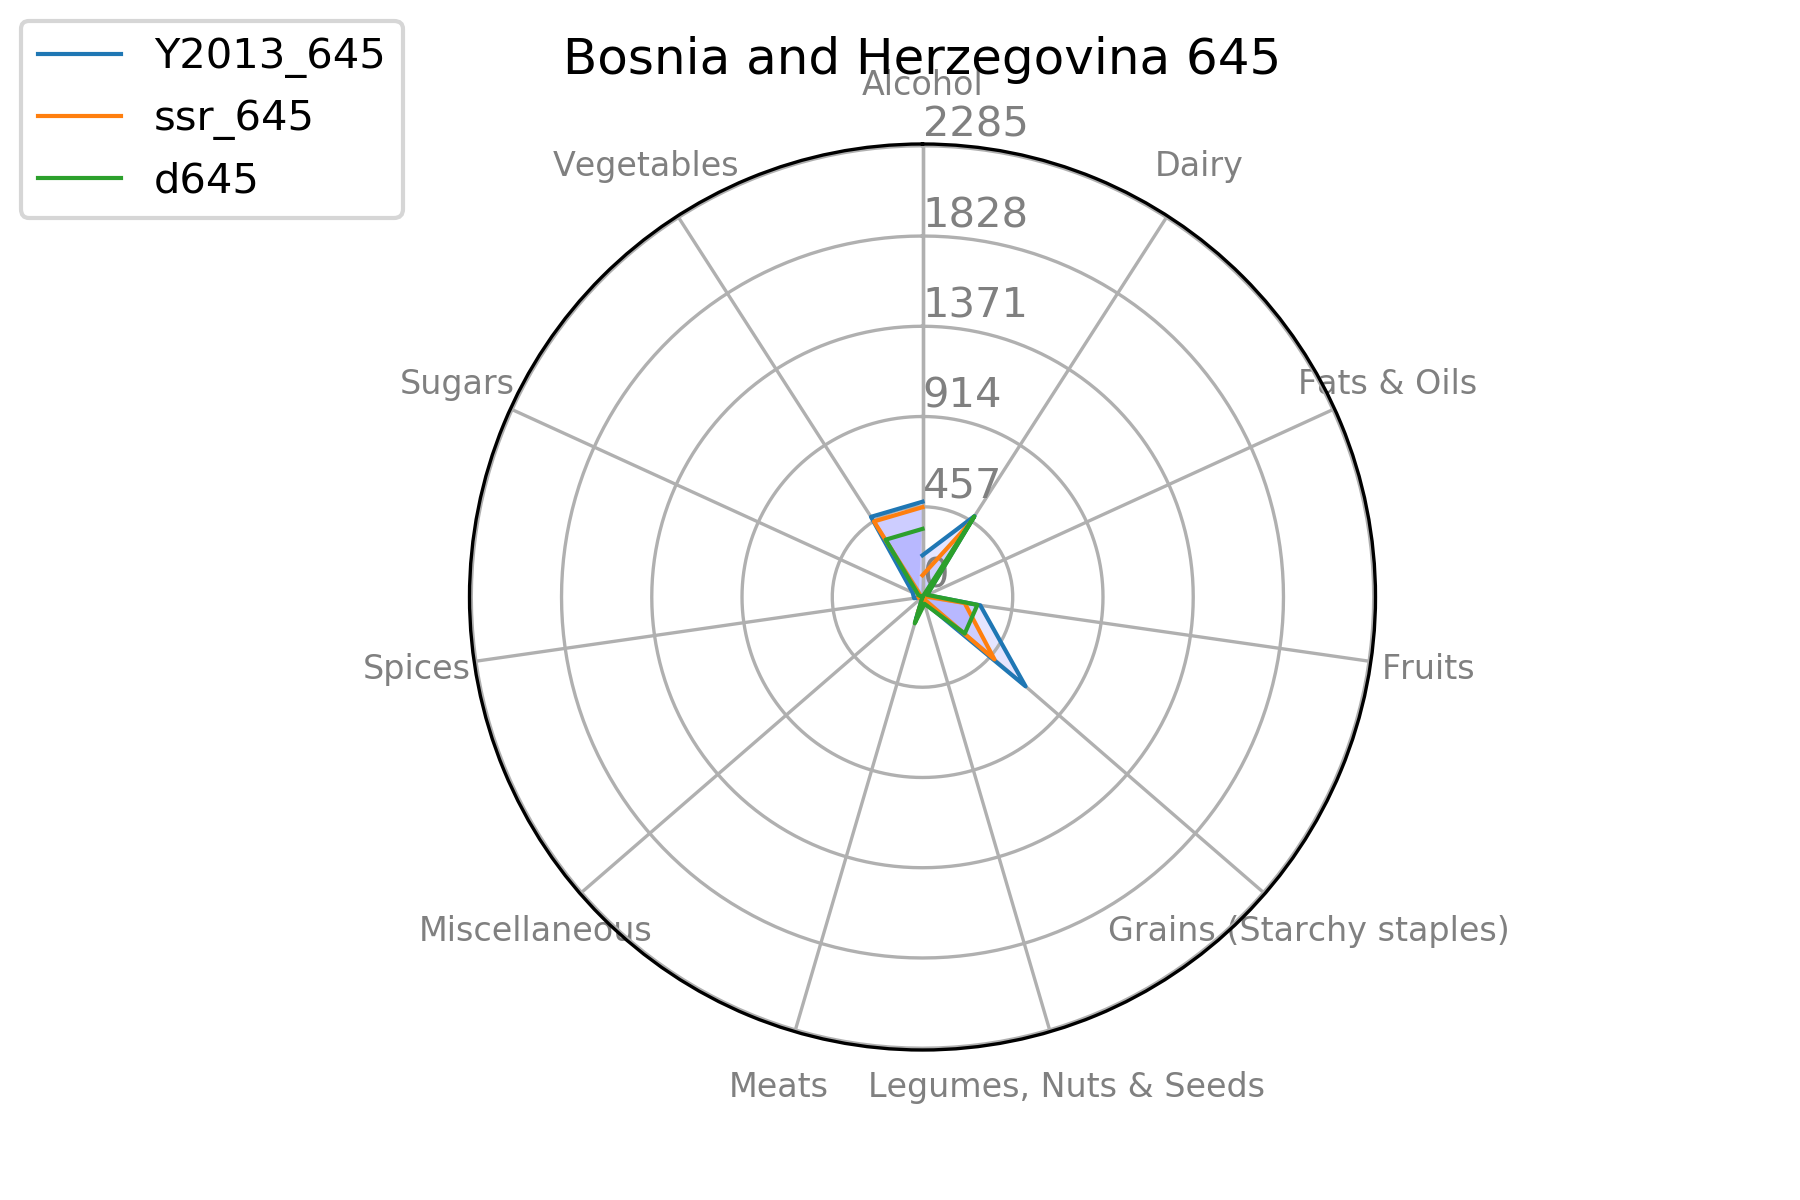 Y2013_645
ssr_645
d645
Bosnia and Herzegovina 645
Alcohol
2285
Vegetables
Dairy
1828
1371
Sugars
Fats & Oils
914
457
0
Spices
Fruits
Miscellaneous
Grains (Starchy staples)
Meats
Legumes, Nuts & Seeds